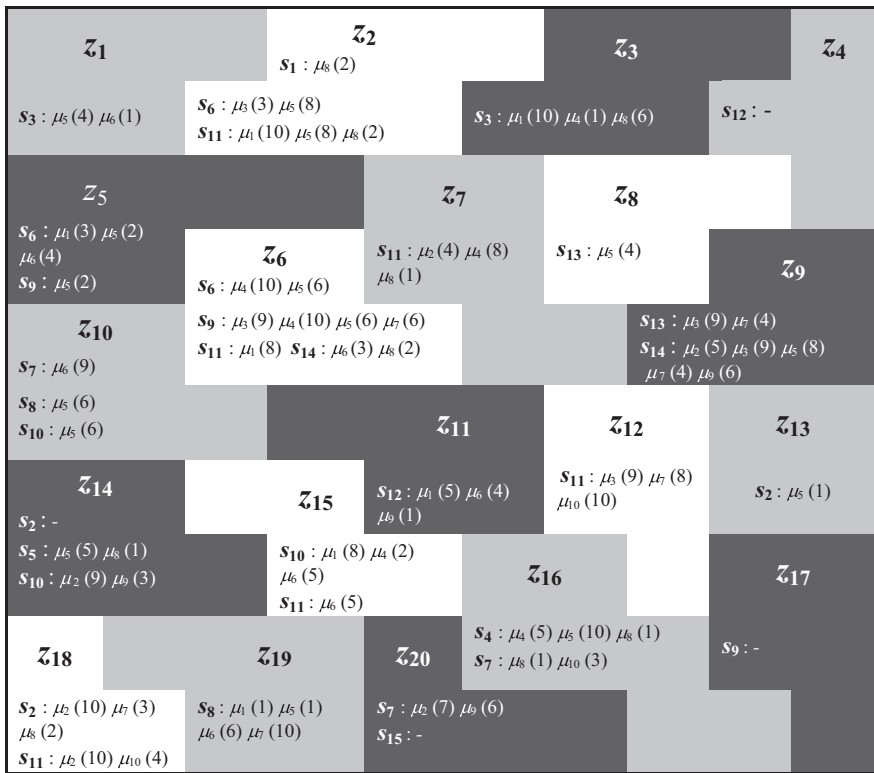 z₁
s₃ : μ₅ (4) μ₆ (1)
z₂
s₁ : μ₈ (2)
s₆ : μ₃ (3) μ₅ (8)
s₁₁ : μ₁ (10) μ₅ (8) μ₈ (2)
z₃
s₃ : μ₁ (10) μ₄ (1) μ₈ (6)
z₄
s₁₂ : -
z₅
s₆ : μ₁ (3) μ₅ (2)
μ₆ (4)
s₉ : μ₅ (2)
z₆
s₆ : μ₄ (10) μ₅ (6)
s₉ : μ₃ (9) μ₄ (10) μ₅ (6) μ₇ (6)
s₁₁ : μ₁ (8) s₁₄ : μ₆ (3) μ₈ (2)
z₇
s₁₁ : μ₂ (4) μ₄ (8)
μ₈ (1)
z₈
s₁₃ : μ₅ (4)
z₉
s₁₃ : μ₃ (9) μ₇ (4)
s₁₄ : μ₂ (5) μ₃ (9) μ₅ (8)
μ₇ (4) μ₉ (6)
z₁₀
s₇ : μ₆ (9)
s₈ : μ₅ (6)
s₁₀ : μ₅ (6)
z₁₁
s₁₂ : μ₁ (5) μ₆ (4)
μ₉ (1)
z₁₂
s₁₁ : μ₃ (9) μ₇ (8)
μ₁₀ (10)
z₁₃
s₂ : μ₅ (1)
z₁₄
s₂ : -
s₅ : μ₅ (5) μ₈ (1)
s₁₀ : μ₂ (9) μ₉ (3)
z₁₅
s₁₀ : μ₁ (8) μ₄ (2)
μ₆ (5)
s₁₁ : μ₆ (5)
z₁₆
s₄ : μ₄ (5) μ₅ (10) μ₈ (1)
s₇ : μ₈ (1) μ₁₀ (3)
z₁₇
s₉ : -
z₁₈
s₂ : μ₂ (10) μ₇ (3)
μ₈ (2)
s₁₁ : μ₂ (10) μ₁₀ (4)
z₁₉
s₈ : μ₁ (1) μ₅ (1)
μ₆ (6) μ₇ (10)
z₂₀
s₇ : μ₂ (7) μ₉ (6)
s₁₅ : -